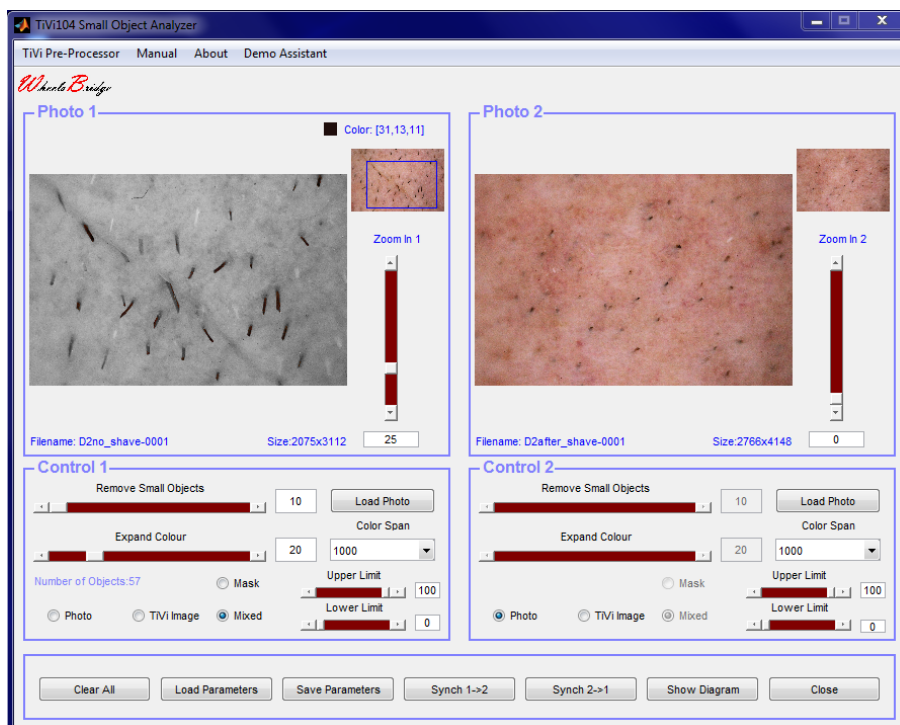 TiVi104 Small Object Analyzer
TiVi Pre-Processor Manual About Demo Assistant
WheelsBridge
Photo 1
Color: [31,13,11]
Zoom In 1
Filename: D2no_shave-0001 Size:2075x3112 25
Photo 2
Zoom In 2
Filename: D2after_shave-0001 Size:2766x4148 0
Control 1
Remove Small Objects
10 Load Photo
Expand Colour Color Span
20 1000
Number of Objects:57 Mask Upper Limit 100
Photo TiVi Image Mixed Lower Limit 0
Control 2
Remove Small Objects
10 Load Photo
Expand Colour Color Span
20 1000
Mask Upper Limit 100
Photo TiVi Image Mixed Lower Limit 0
Clear All Load Parameters Save Parameters Synch 1->2 Synch 2->1 Show Diagram Close